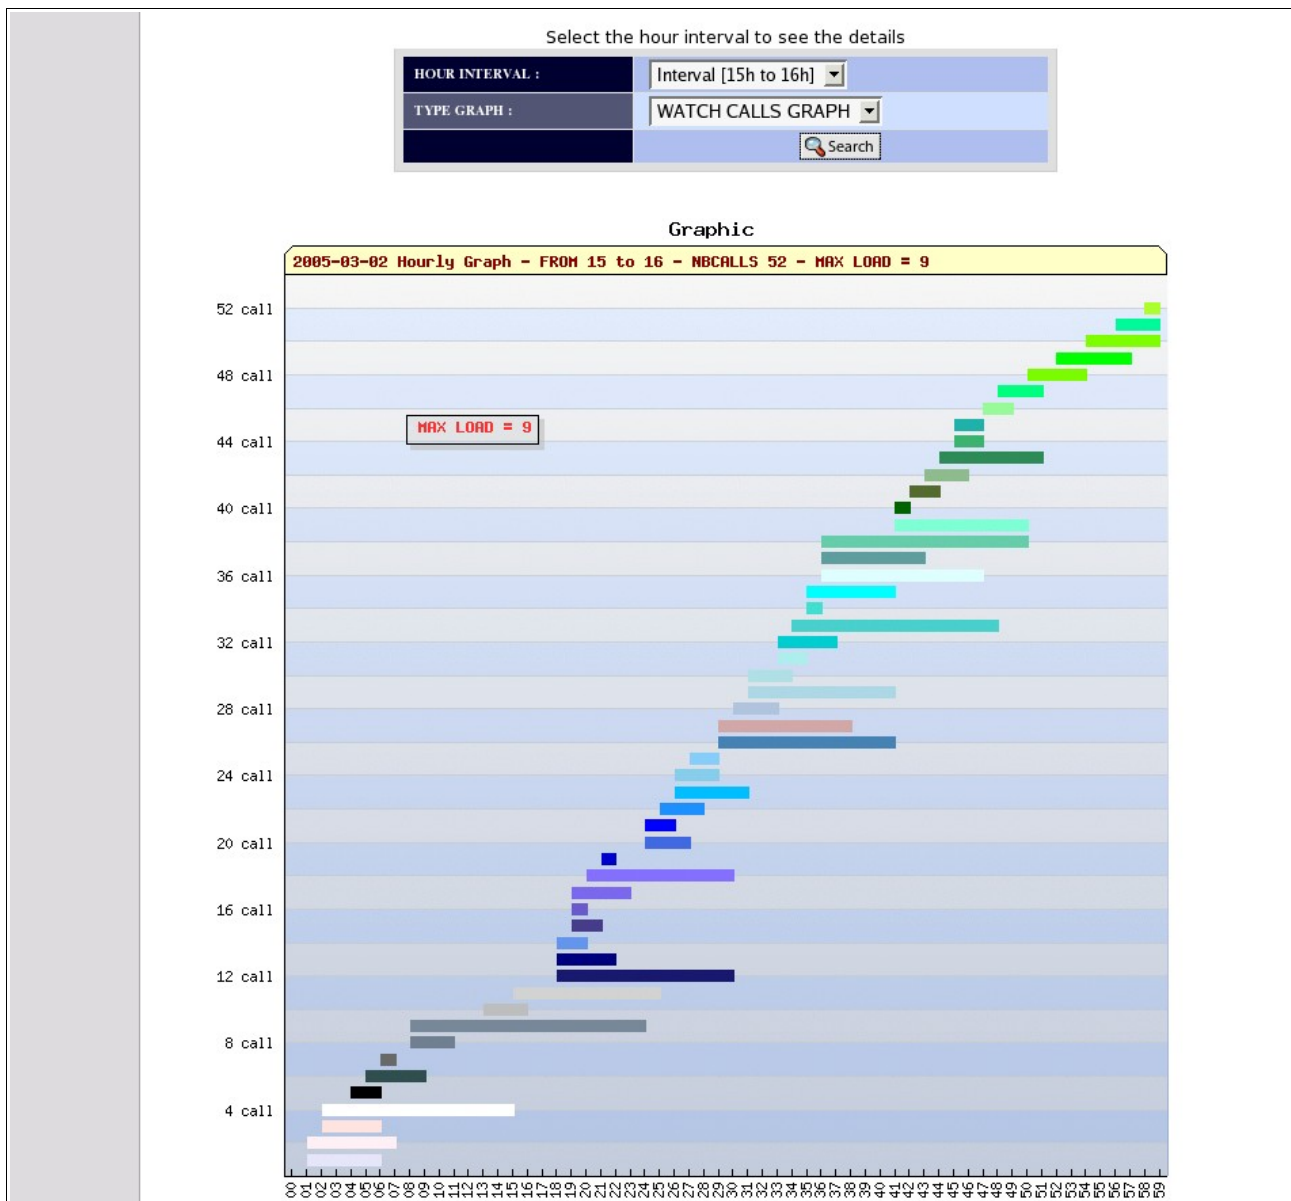 Select the hour interval to see the details
HOUR INTERVAL :
Interval [15h to 16h]
TYPE GRAPH :
WATCH CALLS GRAPH
Search
Graphic
2005-03-02 Hourly Graph - FROM 15 to 16 - NBCALLS 52 - MAX LOAD = 9
52 call
48 call
MAX LOAD = 9
44 call
40 call
36 call
32 call
28 call
24 call
20 call
16 call
12 call
8 call
4 call
00 01 02 03 04 05 06 07 08 09 10 11 12 13 14 15 16 17 18 19 20 21 22 23 24 25 26 27 28 29 30 31 32 33 34 35 36 37 38 39 40 41 42 43 44 45 46 47 48 49 50 51 52 53 54 55 56 57 58 59